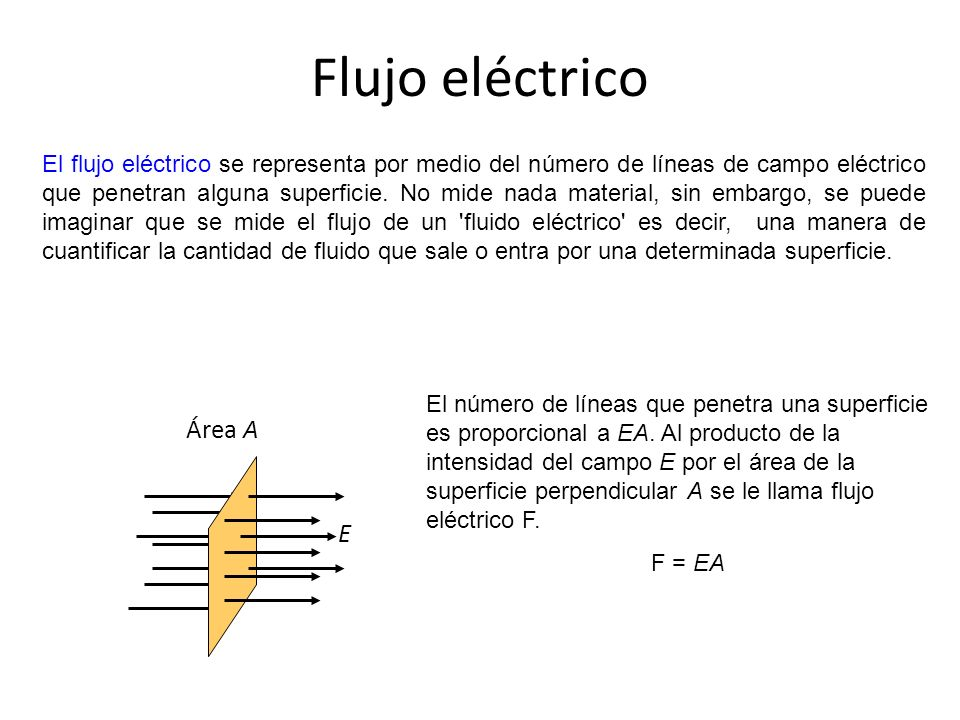 Flujo eléctrico
El flujo eléctrico se representa por medio del número de líneas de campo eléctrico
que penetran alguna superficie. No mide nada material, sin embargo, se puede
imaginar que se mide el flujo de un 'fluido eléctrico' es decir, una manera de
cuantificar la cantidad de fluido que sale o entra por una determinada superficie.
Área A
E
El número de líneas que penetra una superficie
es proporcional a EA. Al producto de la
intensidad del campo E por el área de la
superficie perpendicular A se le llama flujo
eléctrico F.
F = EA